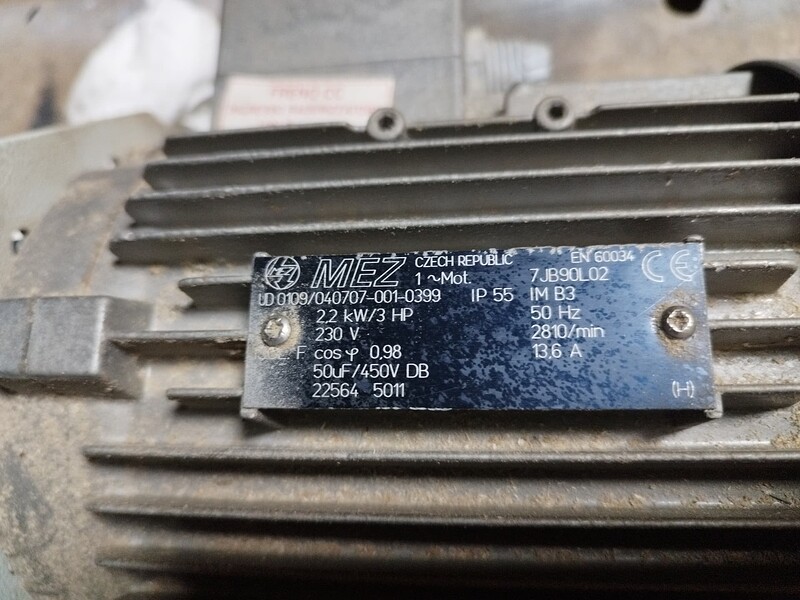 MEZ CZECH REPUBLIC EN 60034
1 ~Mot. 7JB90L02 CE
UD 0109/040707-001-0399 IP 55 IM B3
2.2 kW/3 HP 50 Hz
230 V 2810/min
F cos φ 0,98 13,6 A
50uF/450V DB
22564 5011 (H)